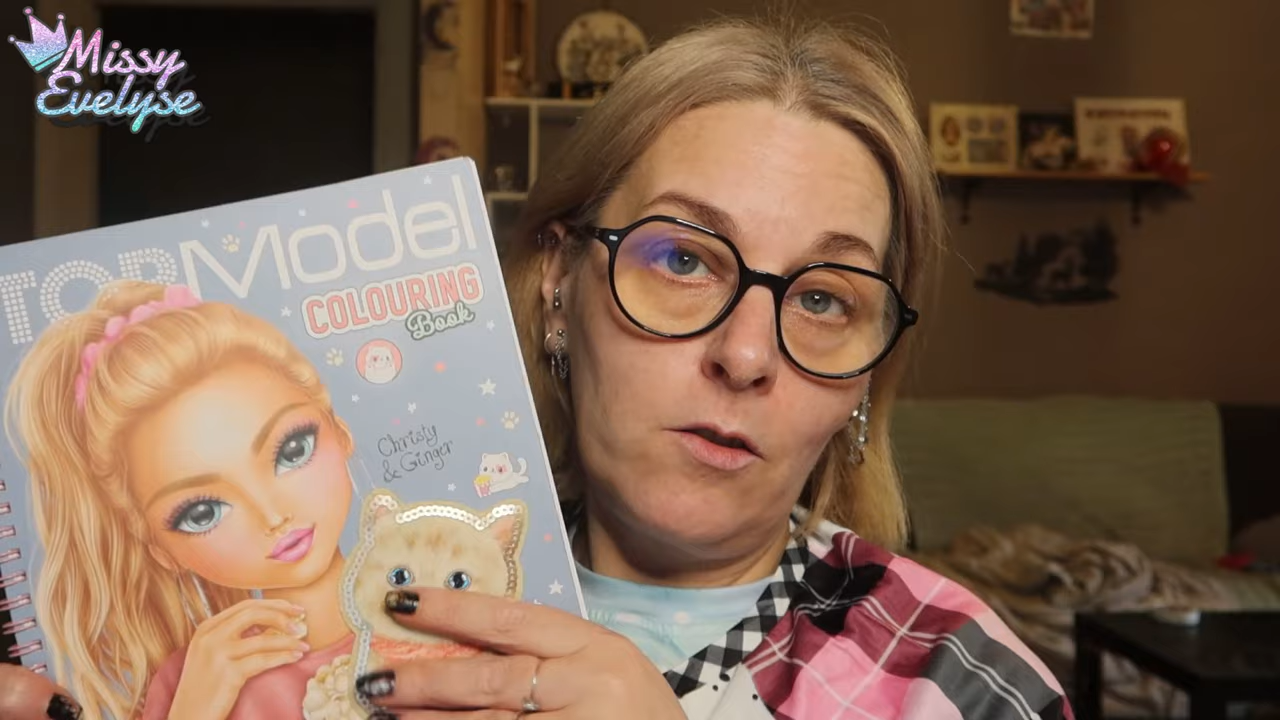 Missy
Evelyse
TOPModel
COLOURING
Book
Christy
& Ginger